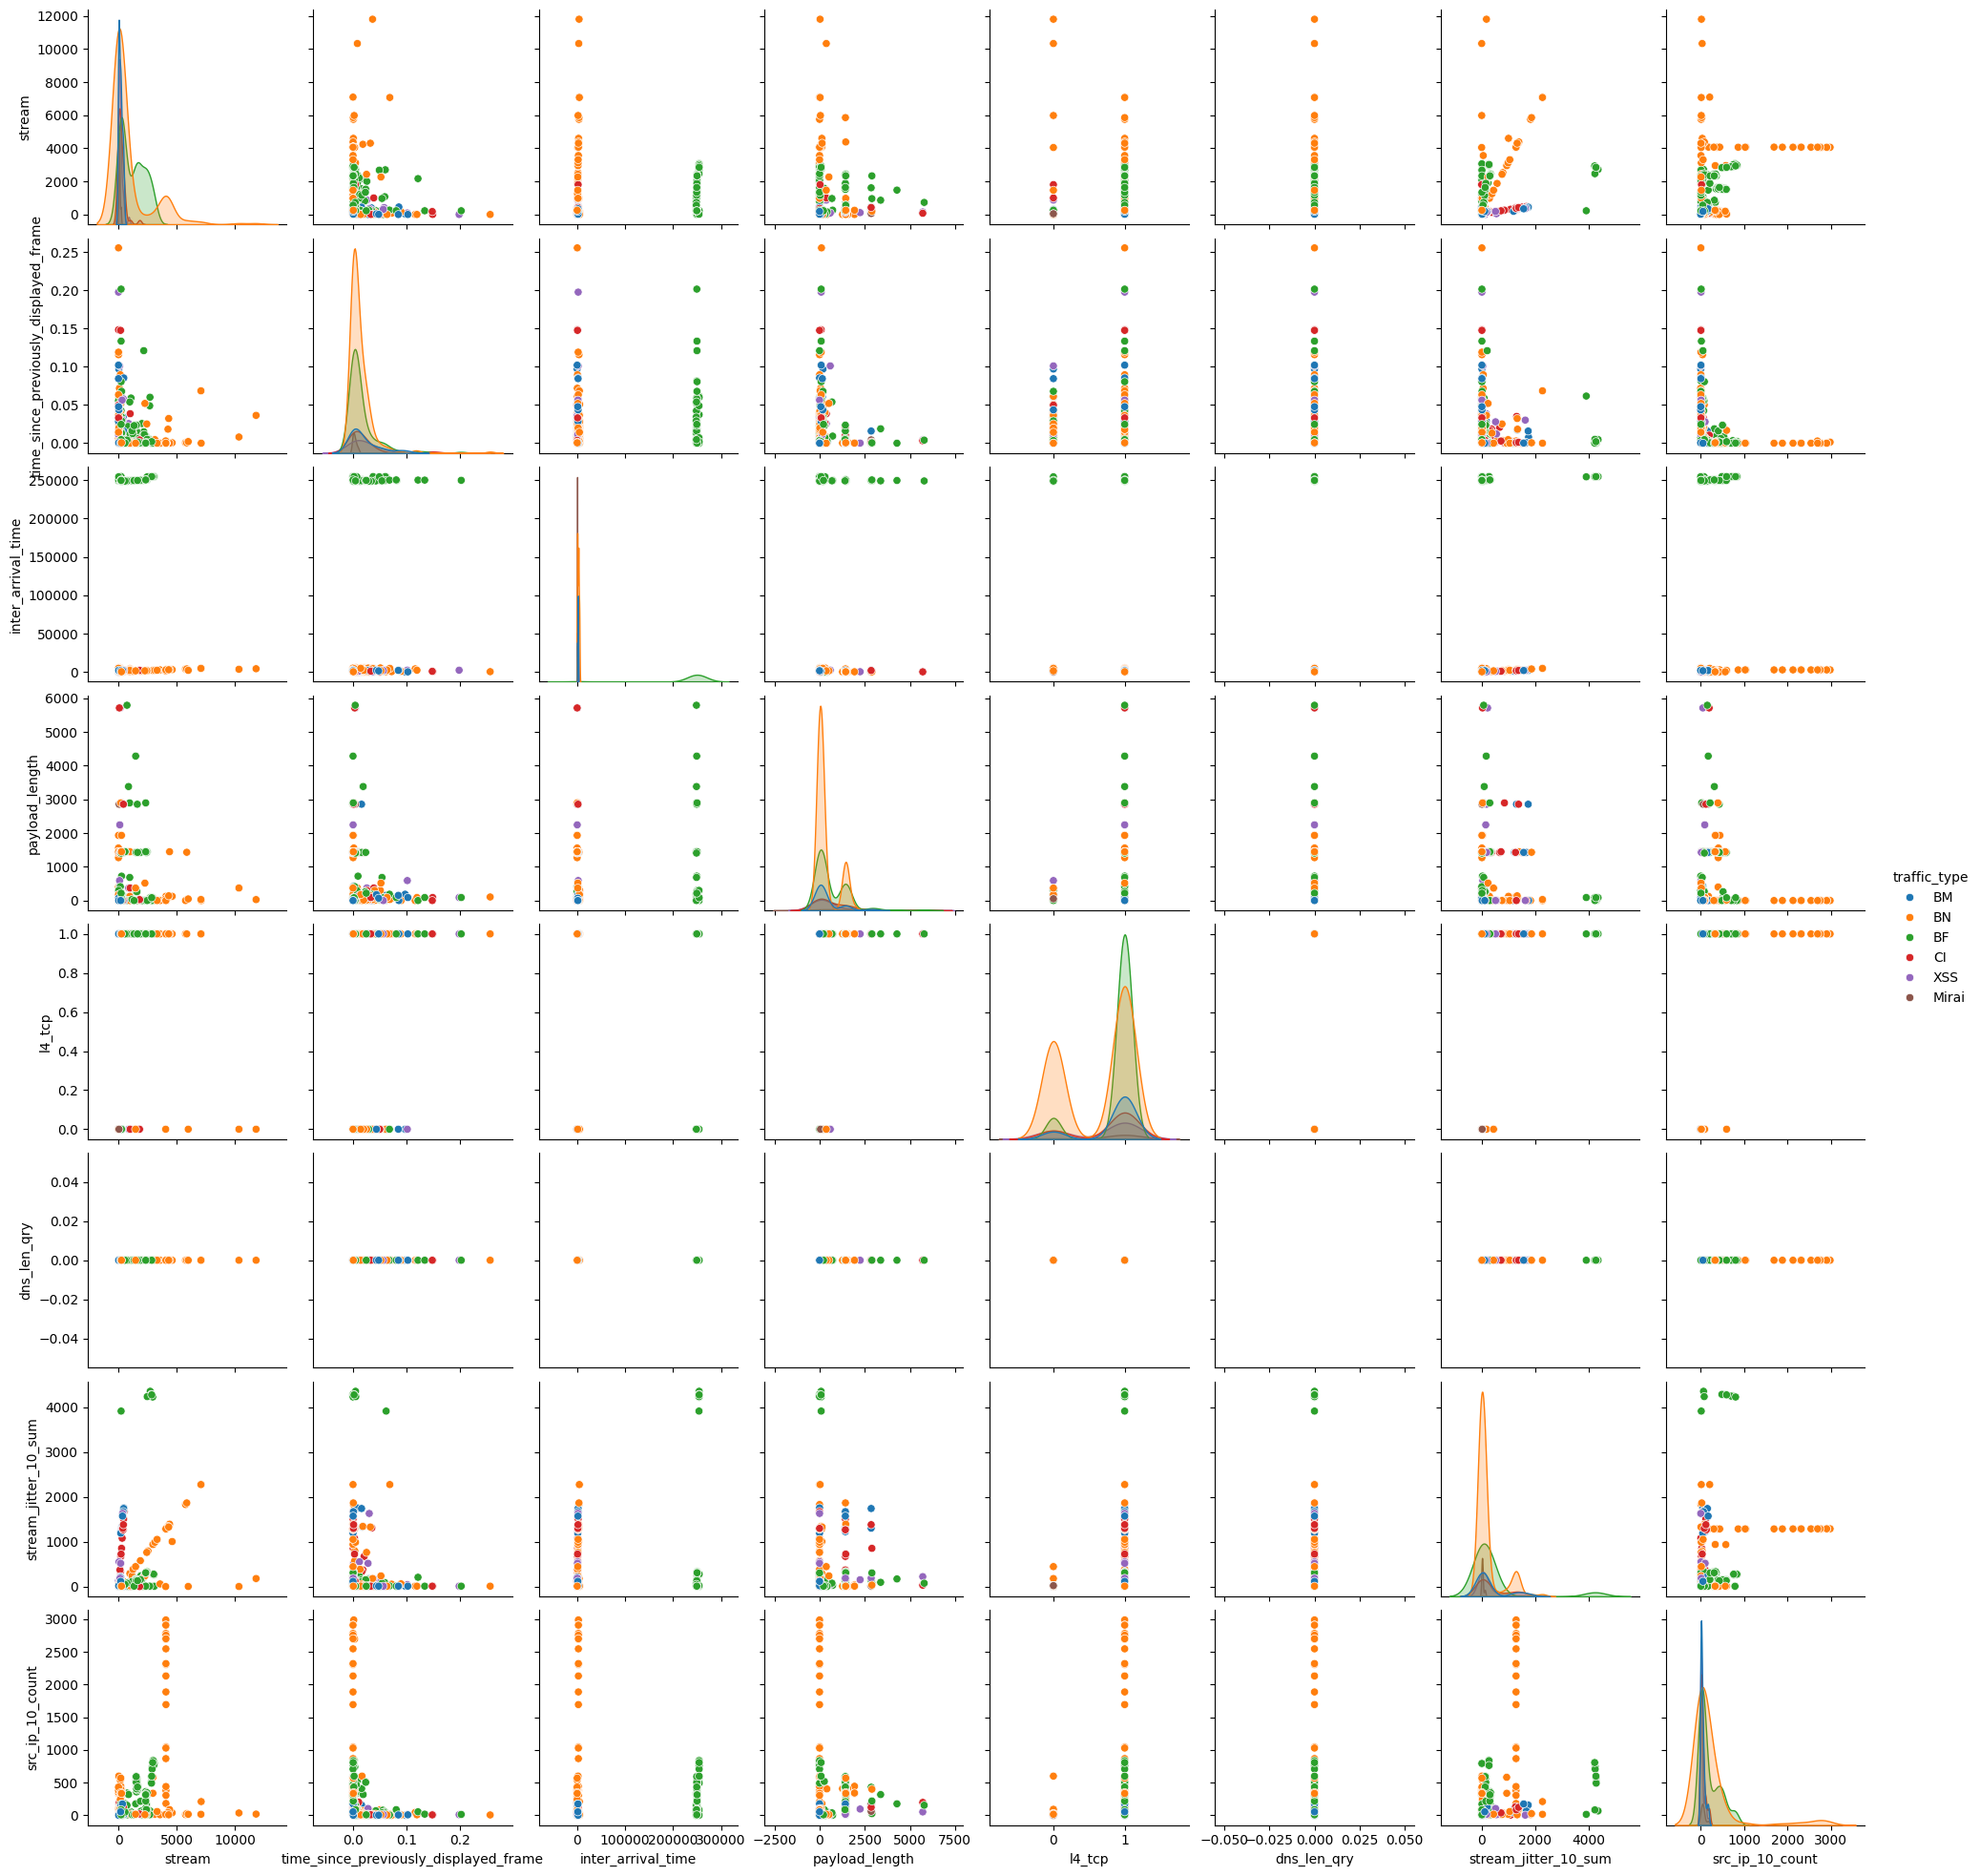 12000
10000
8000
6000
4000
2000
0
stream
0.25
0.20
0.15
0.10
0.05
0.00
time_since_previously_displayed_frame
250000
200000
150000
100000
50000
0
inter_arrival_time
6000
5000
4000
3000
2000
1000
0
payload_length
traffic_type
BM
BN
BF
CI
XSS
Mirai
1.0
0.8
0.6
0.4
0.2
0.0
l4_tcp
0.04
0.02
0.00
−0.02
−0.04
dns_len_qry
4000
3000
2000
1000
0
stream_jitter_10_sum
3000
2500
2000
1500
1000
500
0
src_ip_10_count
0 5000 10000
0.0 0.1 0.2
0 100000 200000 300000
−2500 0 2500 5000 7500
0 1
−0.050 −0.025 0.000 0.025 0.050
0 2000 4000
0 1000 2000 3000
stream time_since_previously_displayed_frame inter_arrival_time payload_length l4_tcp dns_len_qry stream_jitter_10_sum src_ip_10_count